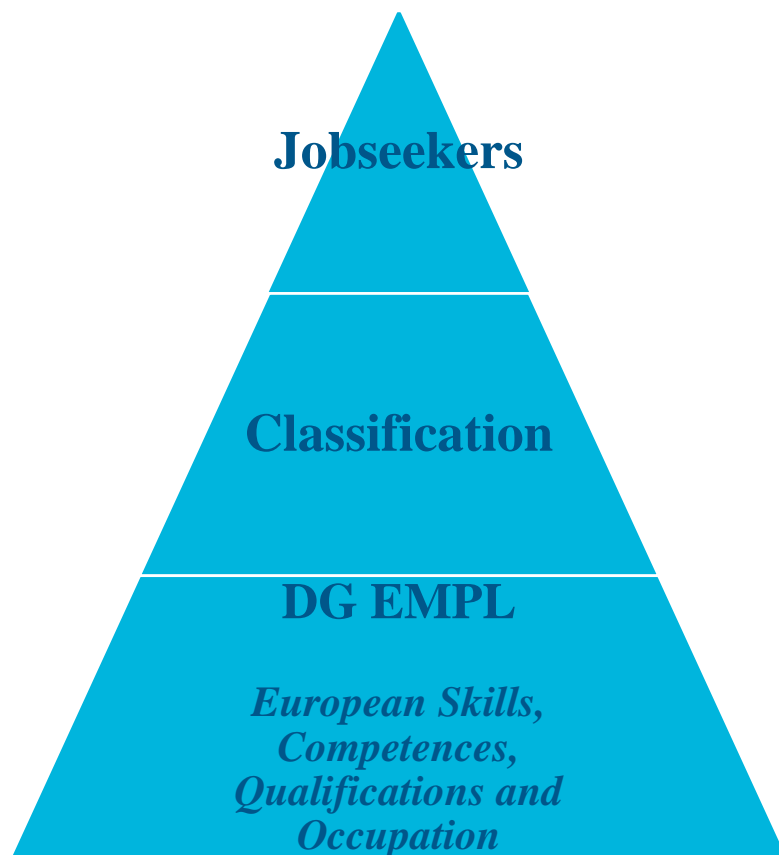 Jobseekers
Classification
DG EMPL
European Skills,
Competences,
Qualifications and
Occupation